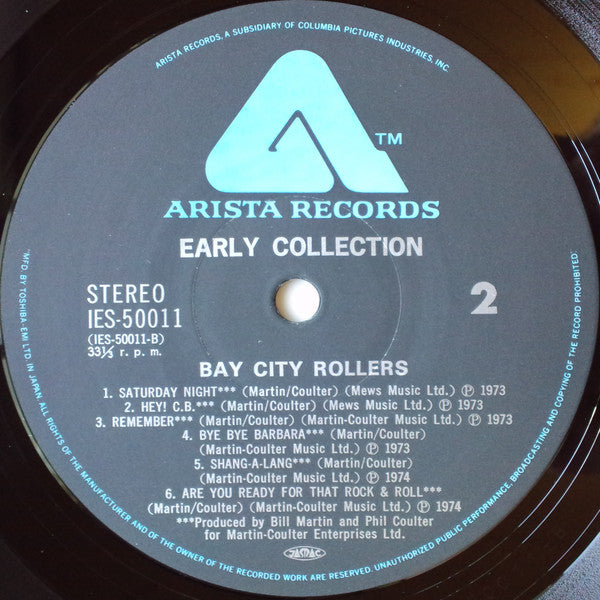 ARISTA RECORDS, A SUBSIDIARY OF COLUMBIA PICTURES INDUSTRIES, INC.
TM
ARISTA RECORDS
EARLY COLLECTION
STEREO
IES-50011
(IES-50011-B)
33⅓ r. p. m.
2
BAY CITY ROLLERS
1. SATURDAY NIGHT*** (Martin/Coulter) (Mews Music Ltd.) ℗ 1973
2. HEY! C.B.*** (Martin/Coulter) (Mews Music Ltd.) ℗ 1973
3. REMEMBER*** (Martin/Coulter) (Martin-Coulter Music Ltd.) ℗ 1973
4. BYE BYE BARBARA*** (Martin/Coulter)
(Martin-Coulter Music Ltd.) ℗ 1973
5. SHANG-A-LANG*** (Martin/Coulter)
(Martin-Coulter Music Ltd.) ℗ 1974
6. ARE YOU READY FOR THAT ROCK & ROLL***
(Martin/Coulter) (Martin-Coulter Music Ltd.) ℗ 1974
***Produced by Bill Martin and Phil Coulter
for Martin-Coulter Enterprises Ltd.
JASRAC
"MFD. BY TOSHIBA-EMI LTD. IN JAPAN. ALL RIGHTS OF THE MANUFACTURER AND OF THE OWNER OF THE RECORDED WORK ARE RESERVED. UNAUTHORIZED PUBLIC PERFORMANCE, BROADCASTING AND COPYING OF THE RECORD PROHIBITED."